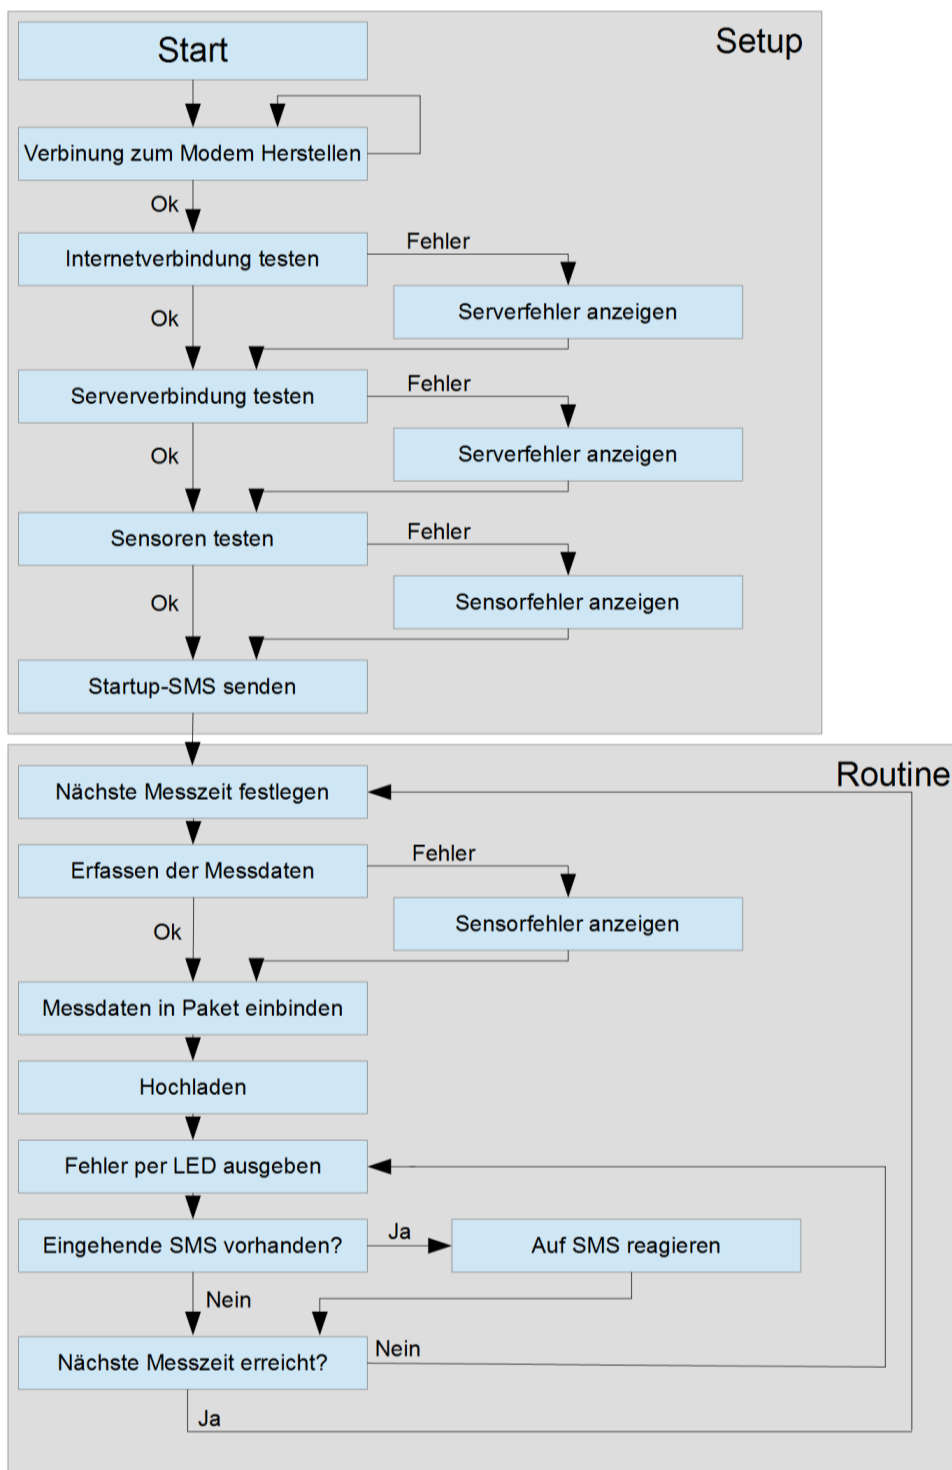 Setup
Start
Verbinung zum Modem Herstellen
Ok
Internetverbindung testen
Fehler
Serverfehler anzeigen
Ok
Serververbindung testen
Fehler
Serverfehler anzeigen
Ok
Sensoren testen
Fehler
Sensorfehler anzeigen
Ok
Startup-SMS senden
Routine
Nächste Messzeit festlegen
Erfassen der Messdaten
Fehler
Sensorfehler anzeigen
Ok
Messdaten in Paket einbinden
Hochladen
Fehler per LED ausgeben
Eingehende SMS vorhanden?
Ja
Auf SMS reagieren
Nein
Nächste Messzeit erreicht?
Nein
Ja